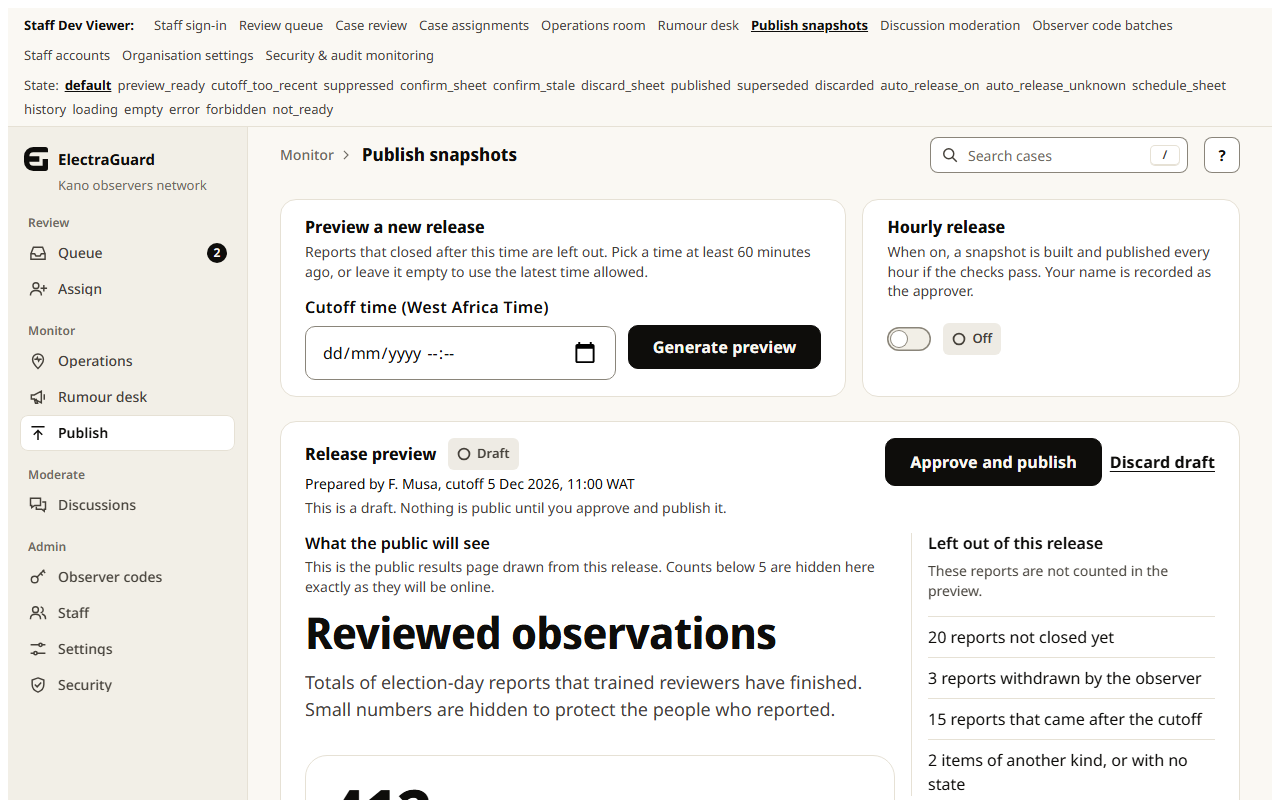 Staff Dev Viewer: Staff sign-in Review queue Case review Case assignments Operations room Rumour desk Publish snapshots Discussion moderation Observer code batches
Staff accounts Organisation settings Security & audit monitoring
State: default preview_ready cutoff_too_recent suppressed confirm_sheet confirm_stale discard_sheet published superseded discarded auto_release_on auto_release_unknown schedule_sheet
history loading empty error forbidden not_ready
ElectraGuard
Kano observers network
Review
Queue 2
Assign
Monitor
Operations
Rumour desk
Publish
Moderate
Discussions
Admin
Observer codes
Staff
Settings
Security
Monitor > Publish snapshots
Search cases /
?
Preview a new release
Reports that closed after this time are left out. Pick a time at least 60 minutes
ago, or leave it empty to use the latest time allowed.
Cutoff time (West Africa Time)
dd/mm/yyyy --:--
Generate preview
Hourly release
When on, a snapshot is built and published every
hour if the checks pass. Your name is recorded as
the approver.
Off
Release preview Draft
Prepared by F. Musa, cutoff 5 Dec 2026, 11:00 WAT
This is a draft. Nothing is public until you approve and publish it.
Approve and publish
Discard draft
What the public will see
This is the public results page drawn from this release. Counts below 5 are hidden here
exactly as they will be online.
Reviewed observations
Totals of election-day reports that trained reviewers have finished.
Small numbers are hidden to protect the people who reported.
Left out of this release
These reports are not counted in the
preview.
20 reports not closed yet
3 reports withdrawn by the observer
15 reports that came after the cutoff
2 items of another kind, or with no
state